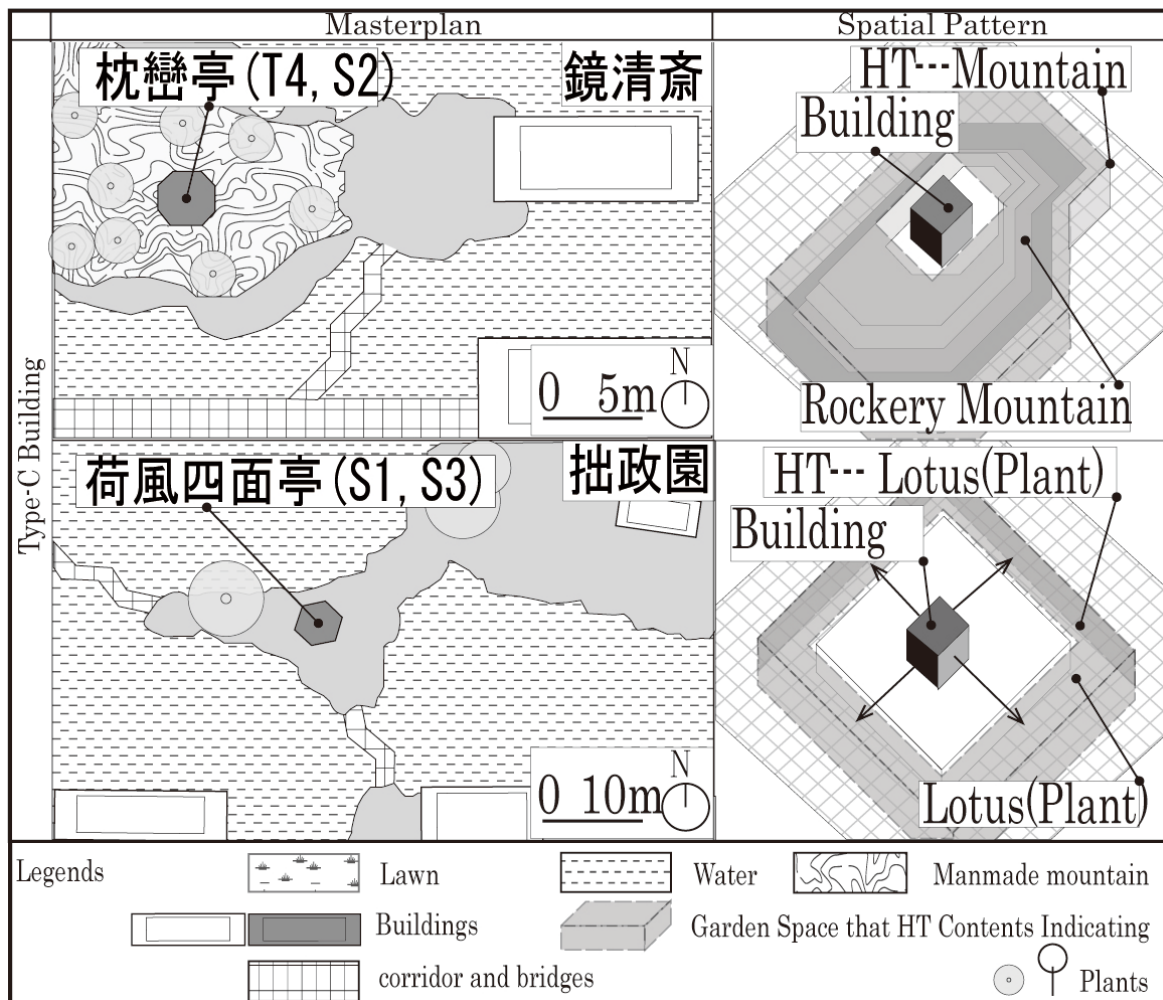 Masterplan
Spatial Pattern
Type-C Building
枕巒亭(T4, S2)
鏡清斎
N
0 5m
HT---Mountain
Building
Rockery Mountain
荷風四面亭(S1, S3)
拙政園
N
0 10m
HT--- Lotus(Plant)
Building
Lotus(Plant)
Legends
Lawn
Water
Manmade mountain
Buildings
Garden Space that HT Contents Indicating
corridor and bridges
Plants